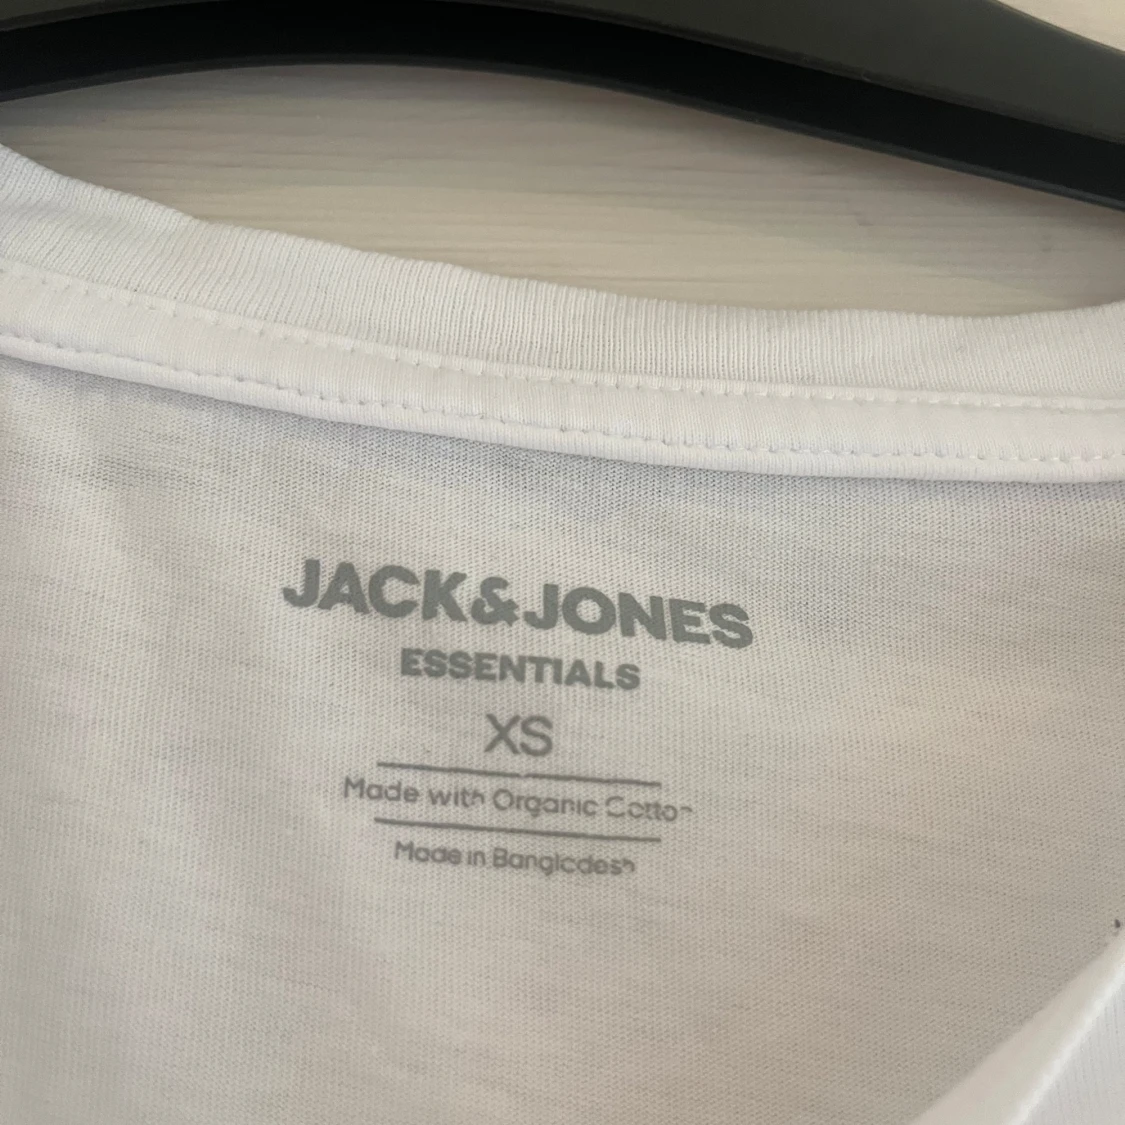 JACK&JONES
ESSENTIALS
XS
Made with Organic Cotton
Made in Bangladesh